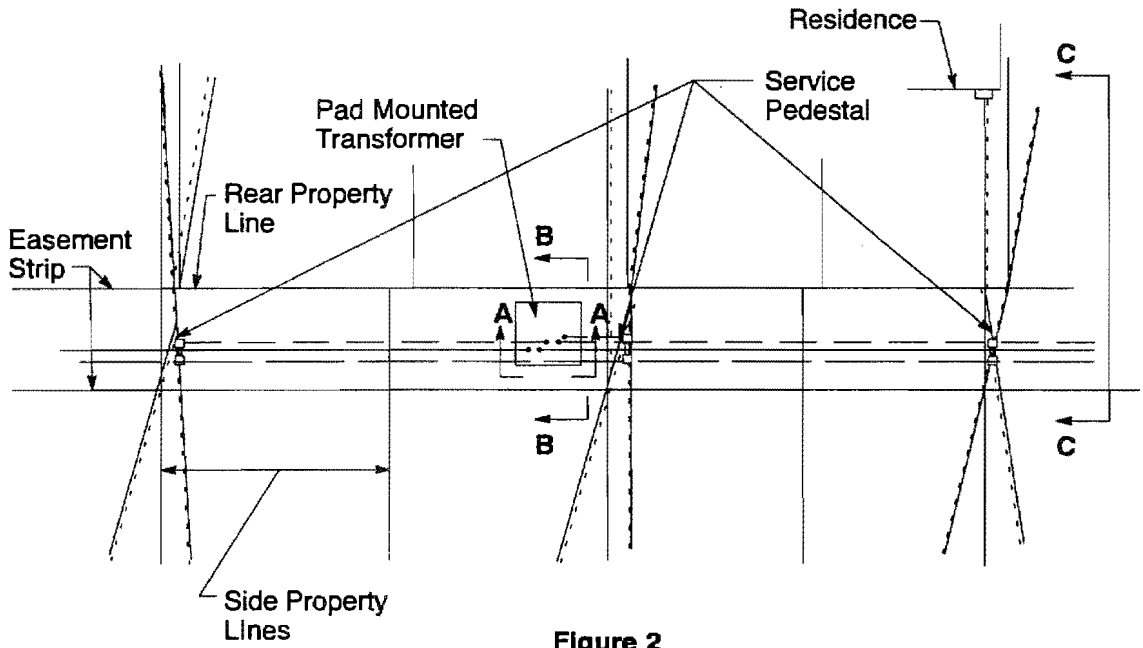 Residence
C
Service
Pedestal
Pad Mounted
Transformer
Rear Property
Line
Easement
Strip
B
A
A
B
C
Side Property
Lines
Figure 2